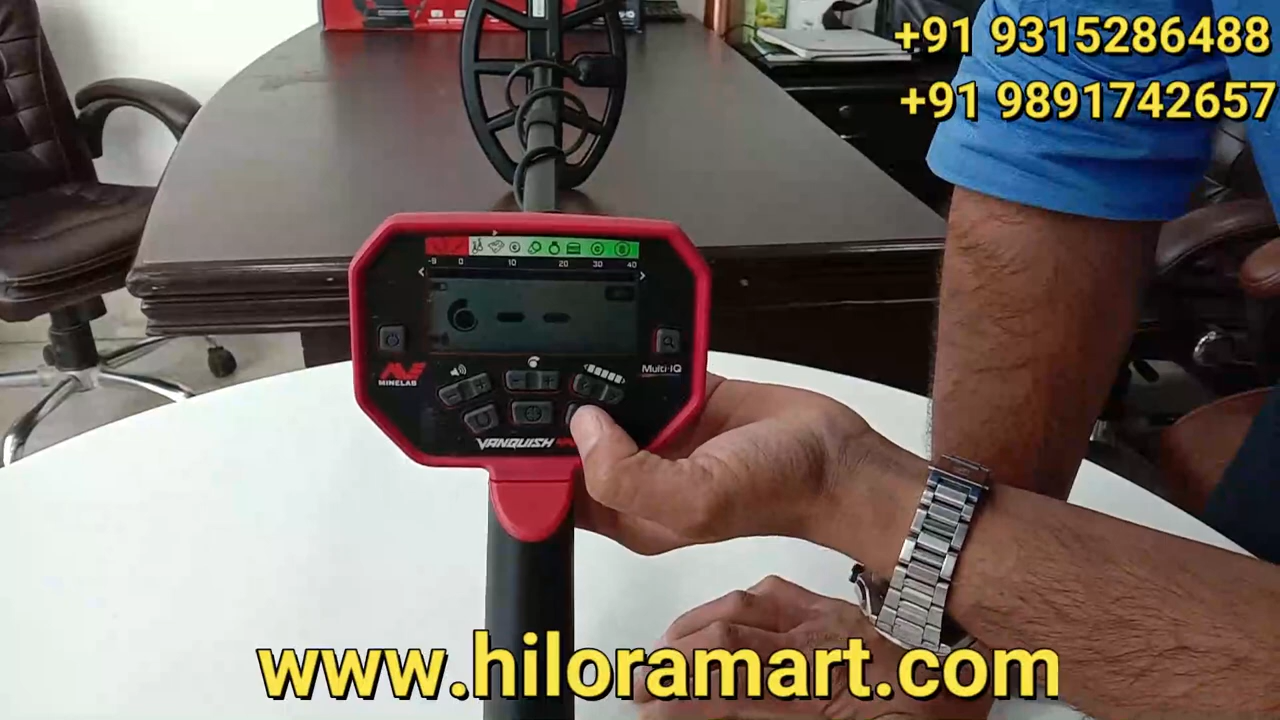 +91 9315286488
+91 9891742657
-9 0 10 20 30 40
Multi-IQ
MINELAB
VANQUISH
www.hiloramart.com